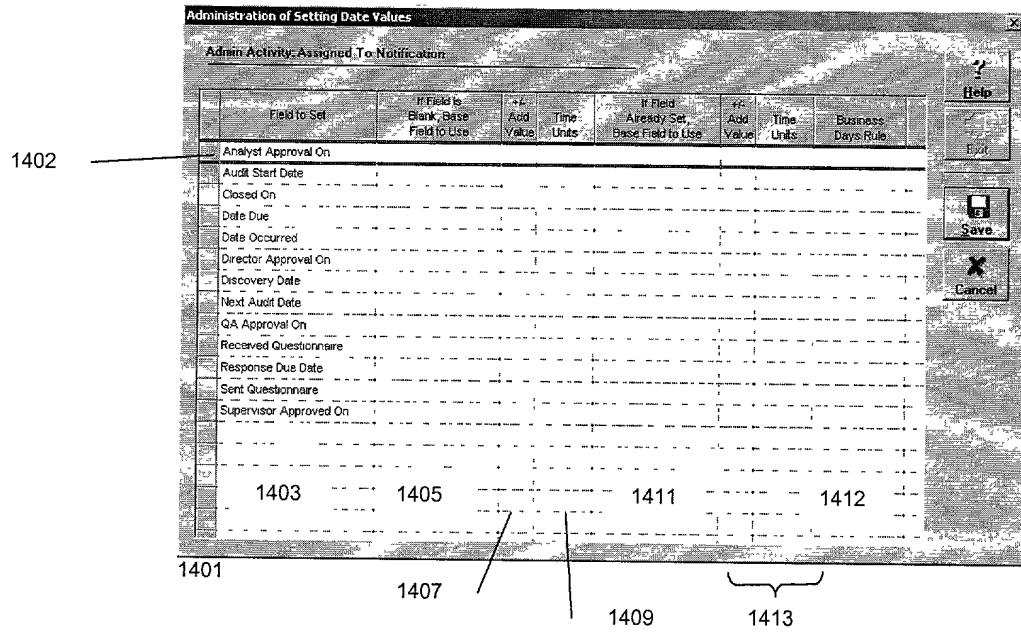 Administration of Setting Date Values
Admin Activity: Assigned To Notification
Field to Set
If Field is
Blank, Base
Field to Use
+/-
Add
Value
Time
Units
If Field
Already Set,
Base Field to Use
+/-
Add
Value
Time
Units
Business
Days Rule
Analyst Approval On
Audit Start Date
Closed On
Date Due
Date Occurred
Director Approval On
Discovery Date
Next Audit Date
QA Approval On
Received Questionnaire
Response Due Date
Sent Questionnaire
Supervisor Approved On
?
Help
Exit
Save
X
Cancel
1402
1403
1405
1411
1412
1401
1407
1409
1413